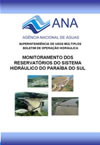 ANA
AGÊNCIA NACIONAL DE ÁGUAS
SUPERINTENDÊNCIA DE USOS MÚLTIPLOS
BOLETIM DE OPERAÇÃO HIDRÁULICA
MONITORAMENTO DOS
RESERVATÓRIOS DO SISTEMA
HIDRÁULICO DO PARAÍBA DO SUL